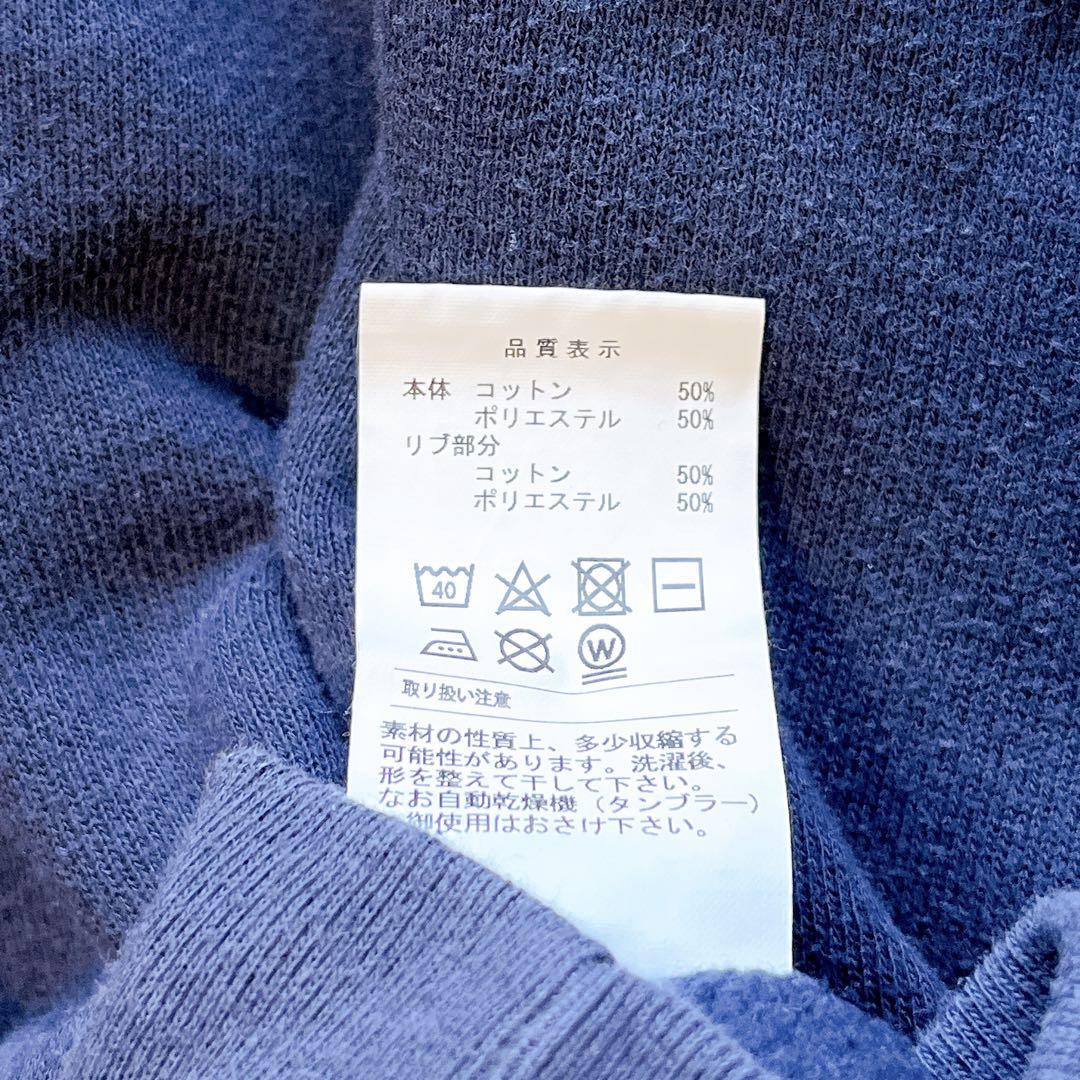 品質表示
本体 コットン 50%
ポリエステル 50%
リブ部分
コットン 50%
ポリエステル 50%
40
W
取り扱い注意
素材の性質上、多少収縮する
可能性があります。洗濯後、
形を整えて干して下さい。
なお自動乾燥機（タンブラー）
御使用はおさけ下さい。